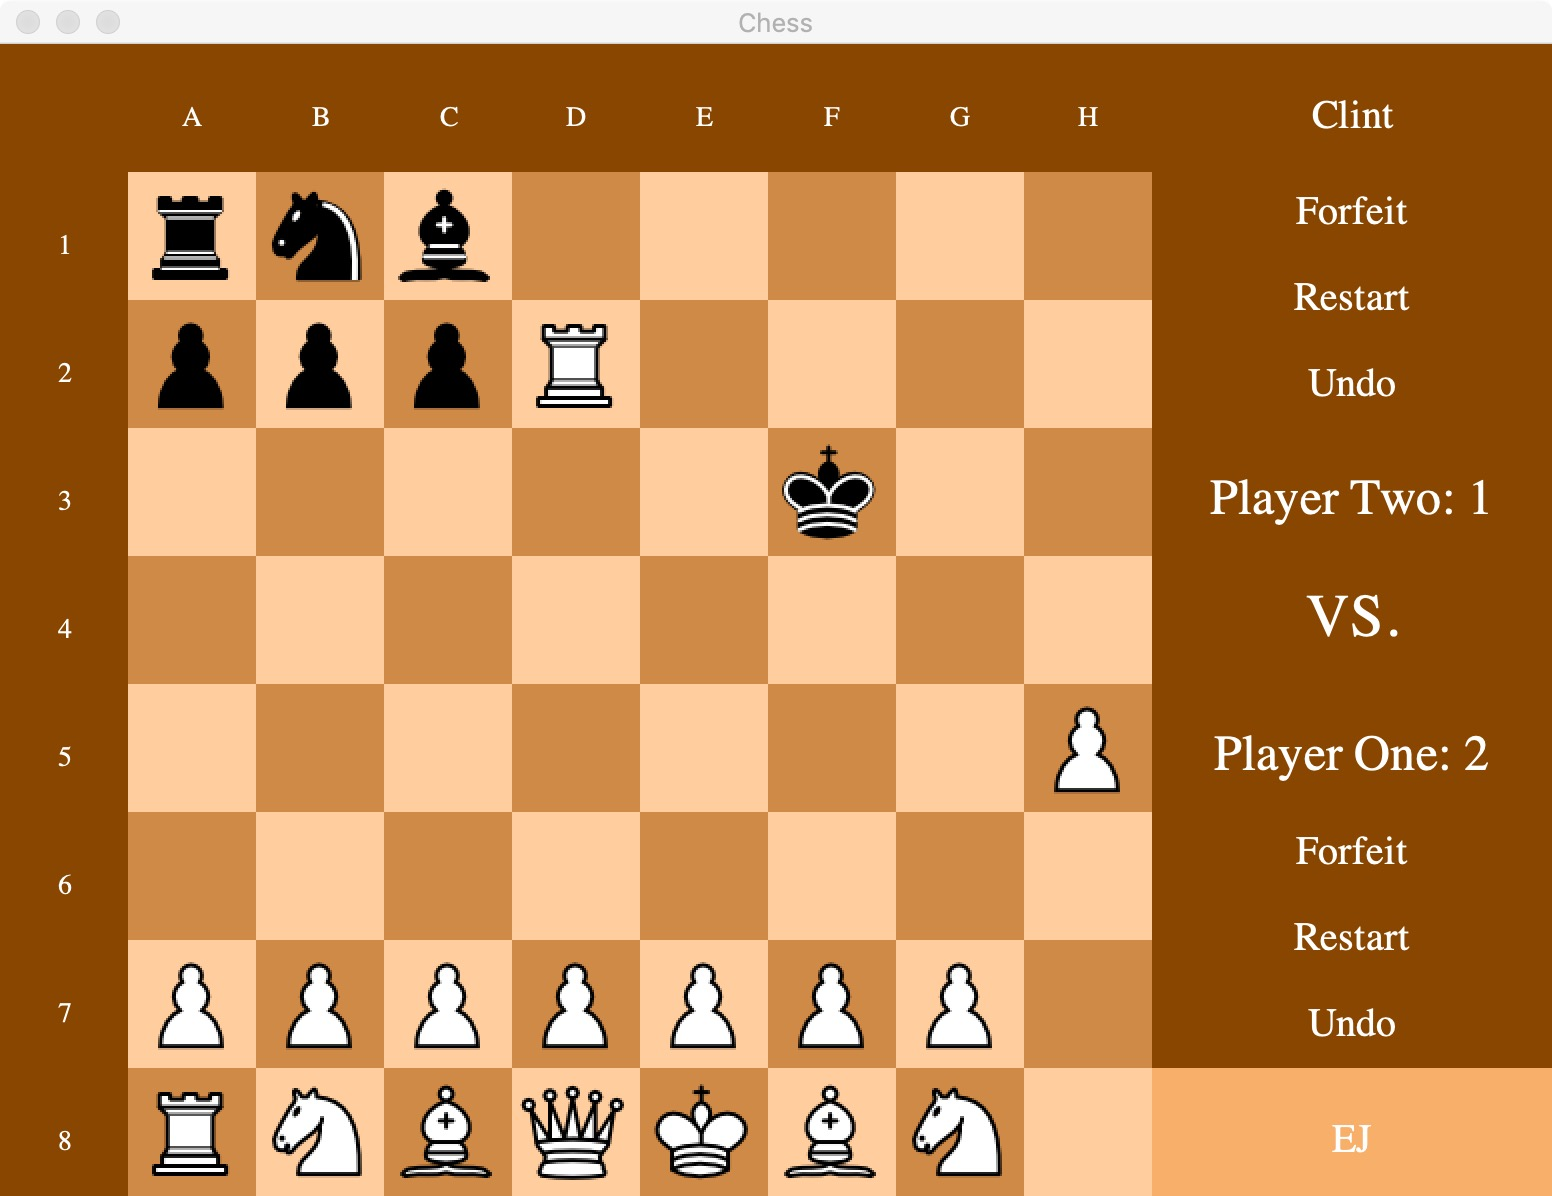 Chess
A B C D E F G H
Clint
1
Forfeit
Restart
2
Undo
3
Player Two: 1
4
VS.
5
Player One: 2
6
Forfeit
Restart
7
Undo
8
EJ